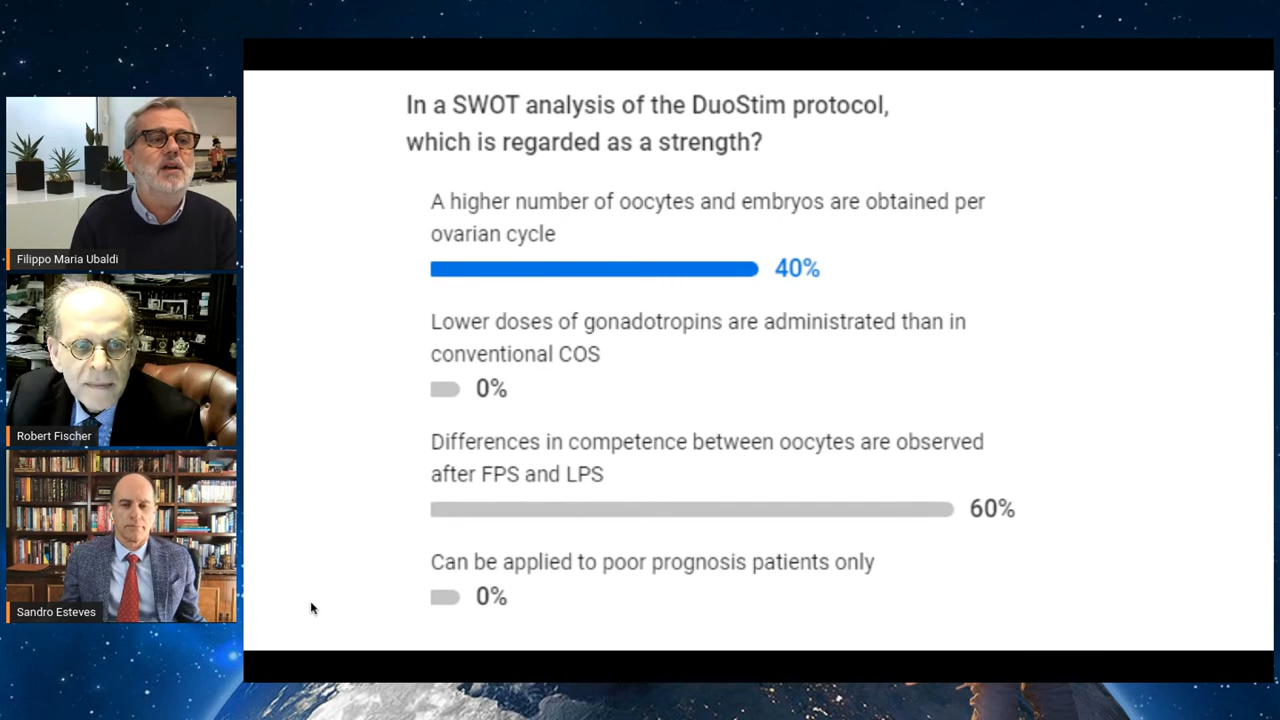 In a SWOT analysis of the DuoStim protocol,
which is regarded as a strength?
A higher number of oocytes and embryos are obtained per
ovarian cycle
40%
Lower doses of gonadotropins are administrated than in
conventional COS
0%
Differences in competence between oocytes are observed
after FPS and LPS
60%
Can be applied to poor prognosis patients only
0%
Filippo Maria Ubaldi
Robert Fischer
Sandro Esteves